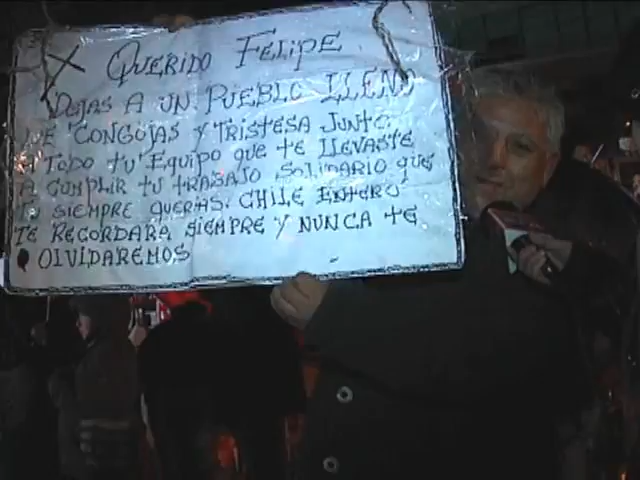 Querido Felipe
Dejas a un Pueblo lleno
de congojas y tristesa junto
a todo tu equipo que te llevaste
a cumplir tu trabajo solidario que
tu siempre querias. Chile entero
te recordara siempre y nunca te
olvidaremos